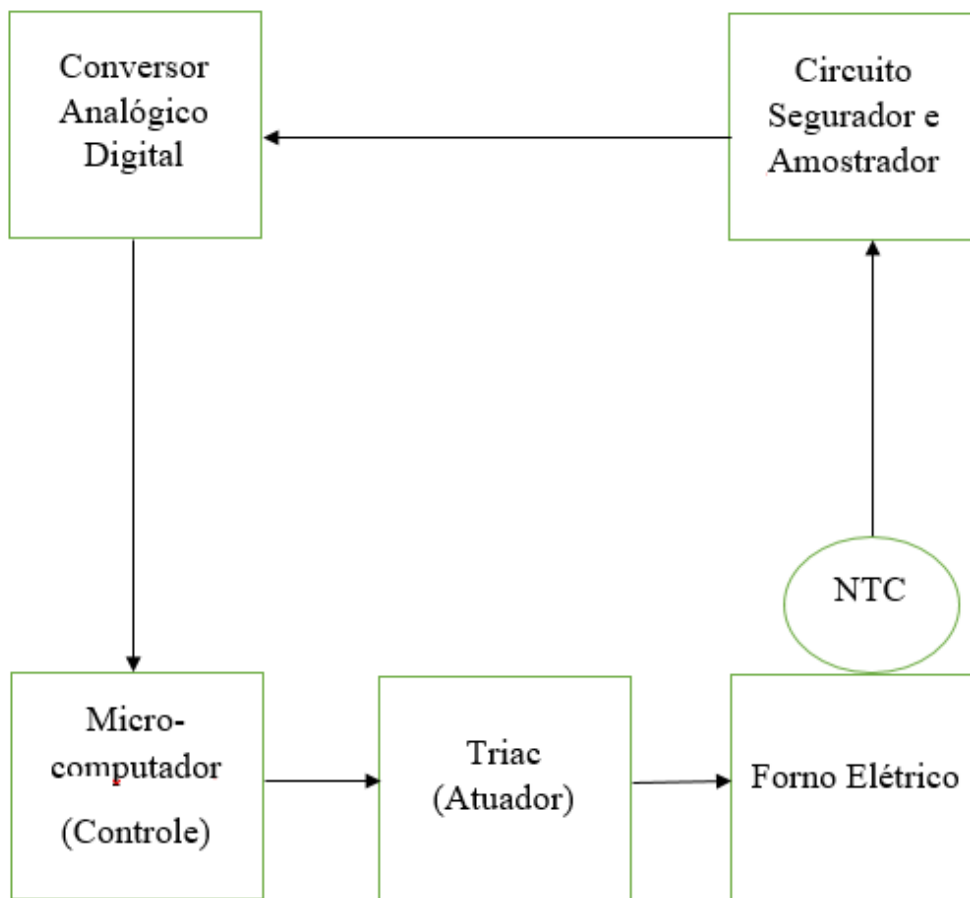 Conversor
Analógico
Digital
Circuito
Segurador e
Amostrador
NTC
Micro-
computador
(Controle)
Triac
(Atuador)
Forno Elétrico